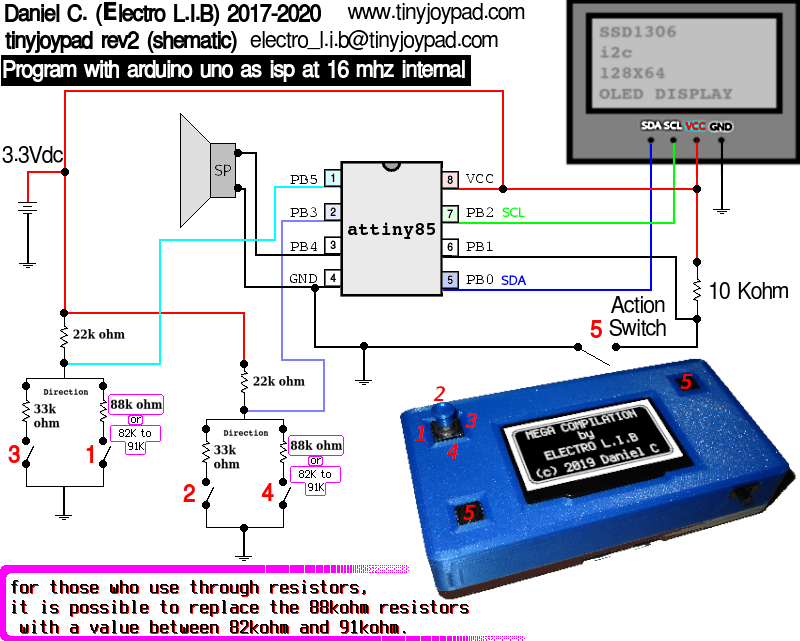 Daniel C. (Electro L.I.B) 2017-2020 www.tinyjoypad.com
tinyjoypad rev2 (shematic) electro_l.i.b@tinyjoypad.com
Program with arduino uno as isp at 16 mhz internal
SSD1306
i2c
128X64
OLED DISPLAY
SDA SCL VCC GND
3.3Vdc
SP
PB5 1
PB3 2
PB4 3
GND 4
attiny85
8 VCC
7 PB2 SCL
6 PB1
5 PB0 SDA
10 Kohm
Action
5 Switch
22k ohm
Direction
33k
ohm
88k ohm
or
82K to
91K
3
1
22k ohm
Direction
33k
ohm
88k ohm
or
82K to
91K
2
4
2
1
3
4
5
5
MEGA COMPILATION
by
ELECTRO L.I.B
(c) 2019 Daniel C
for those who use through resistors,
it is possible to replace the 88kohm resistors
with a value between 82kohm and 91kohm.